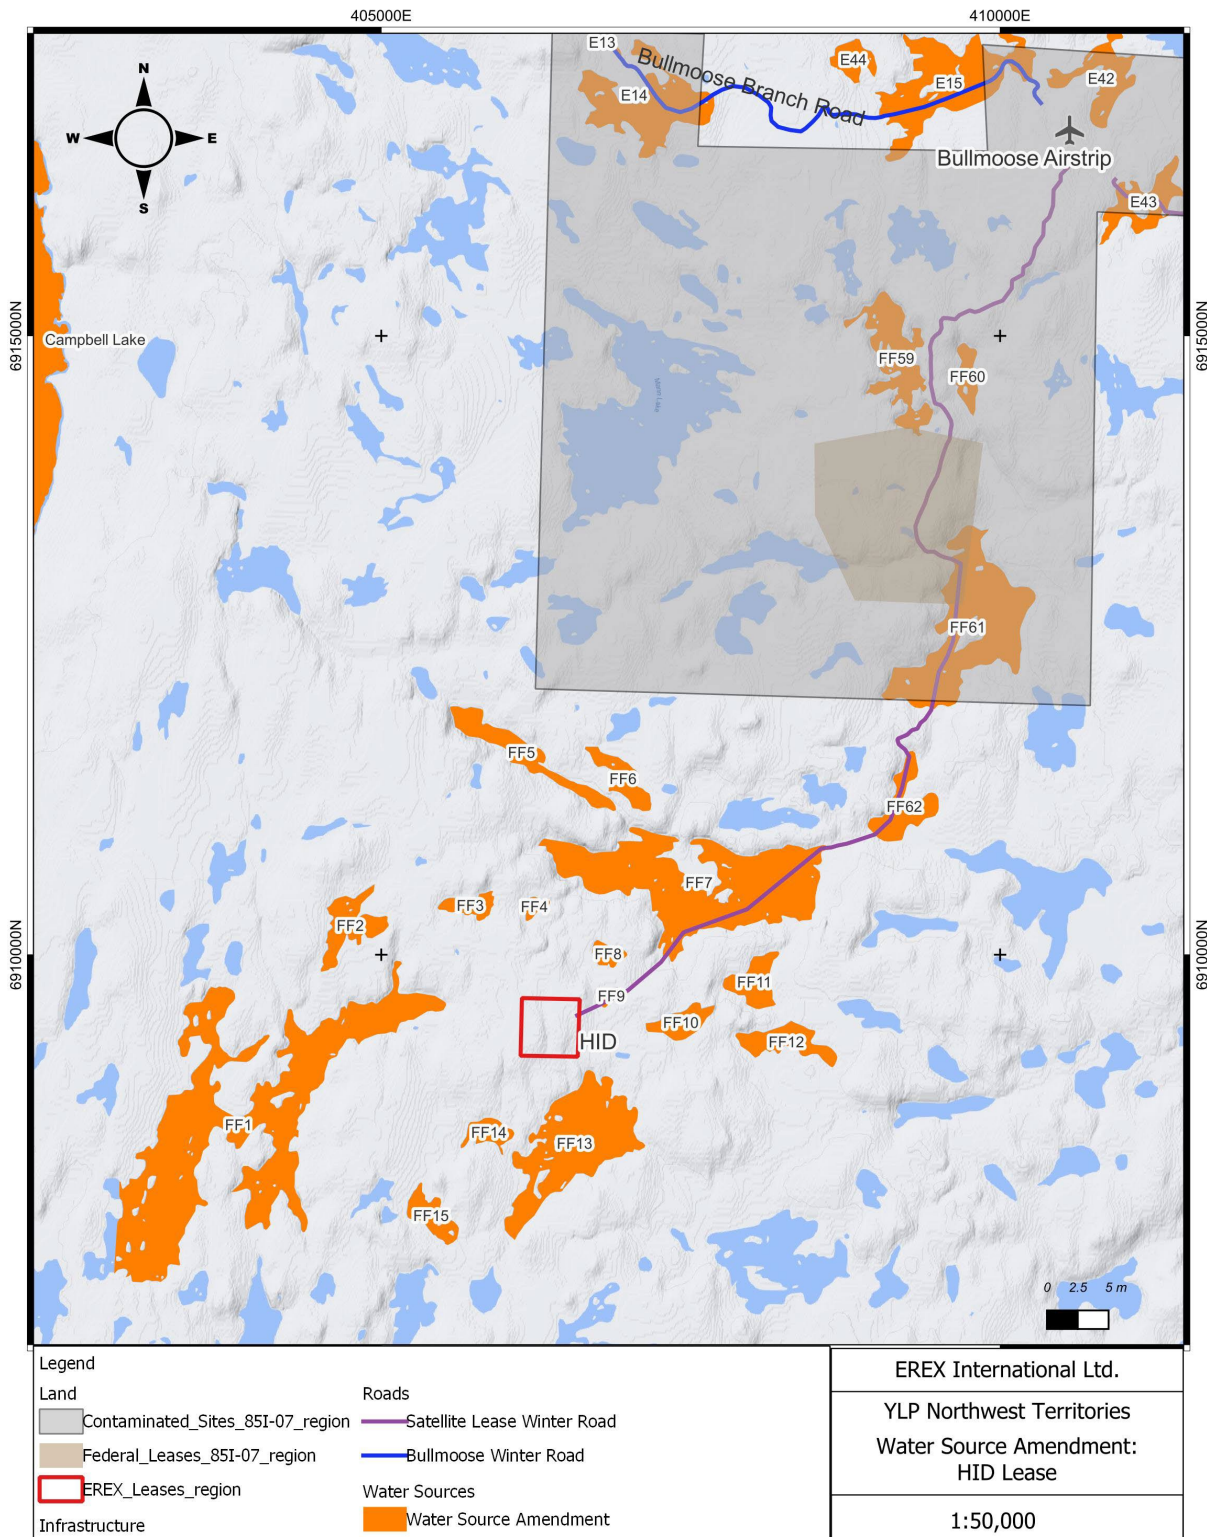 405000E
410000E
E13
Bullmoose Branch Road
E44
E14
E15
E42
N
W
E
S
Bullmoose Airstrip
E43
6915000N
6915000N
Campbell Lake
FF59
FF60
FF61
FF5
FF6
FF62
FF7
FF3
FF4
FF2
FF8
6910000N
6910000N
FF11
FF9
FF10
HID
FF12
FF1
FF14
FF13
FF15
0 2.5 5 m
Legend
Land
Contaminated_Sites_85I-07_region
Federal_Leases_85I-07_region
EREX_Leases_region
Infrastructure
Roads
Satellite Lease Winter Road
Bullmoose Winter Road
Water Sources
Water Source Amendment
EREX International Ltd.
YLP Northwest Territories
Water Source Amendment:
HID Lease
1:50,000